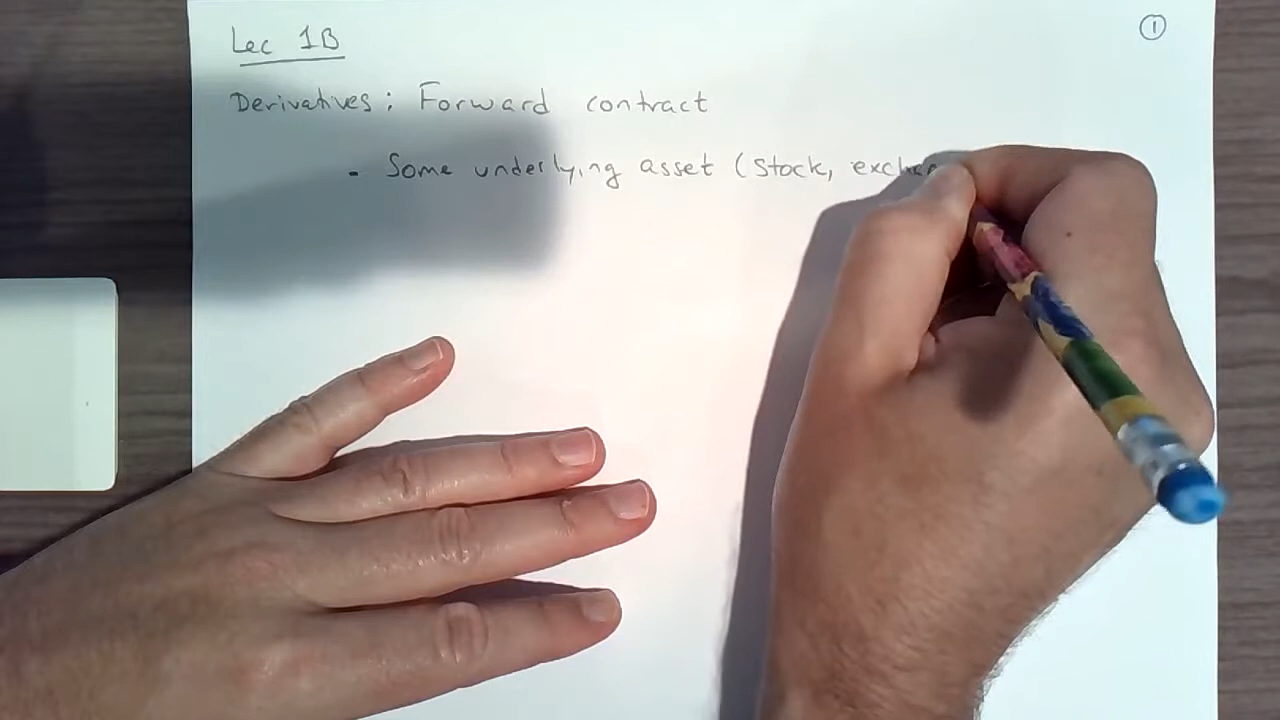 Lec 1B
①
Derivatives: Forward contract
- Some underlying asset (stock,